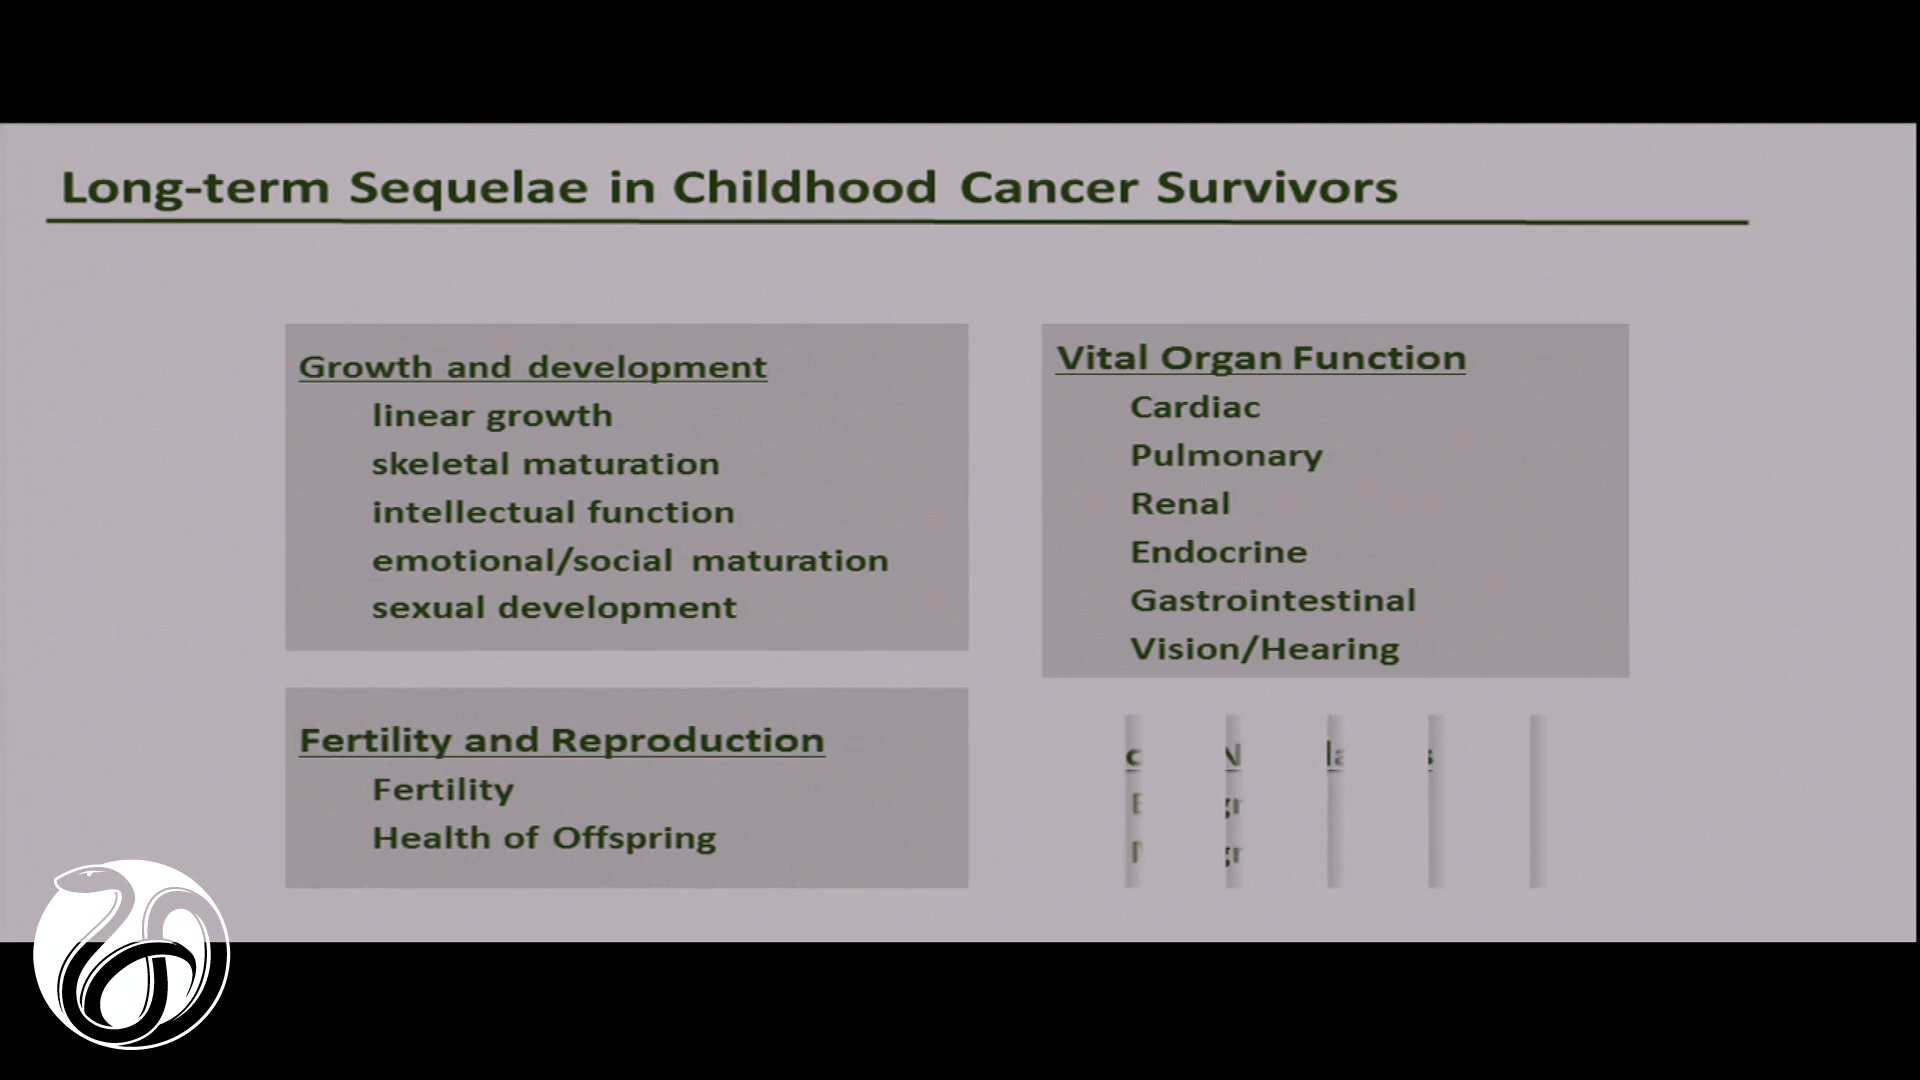 Long-term Sequelae in Childhood Cancer Survivors
Growth and development
linear growth
skeletal maturation
intellectual function
emotional/social maturation
sexual development
Fertility and Reproduction
Fertility
Health of Offspring
Vital Organ Function
Cardiac
Pulmonary
Renal
Endocrine
Gastrointestinal
Vision/Hearing